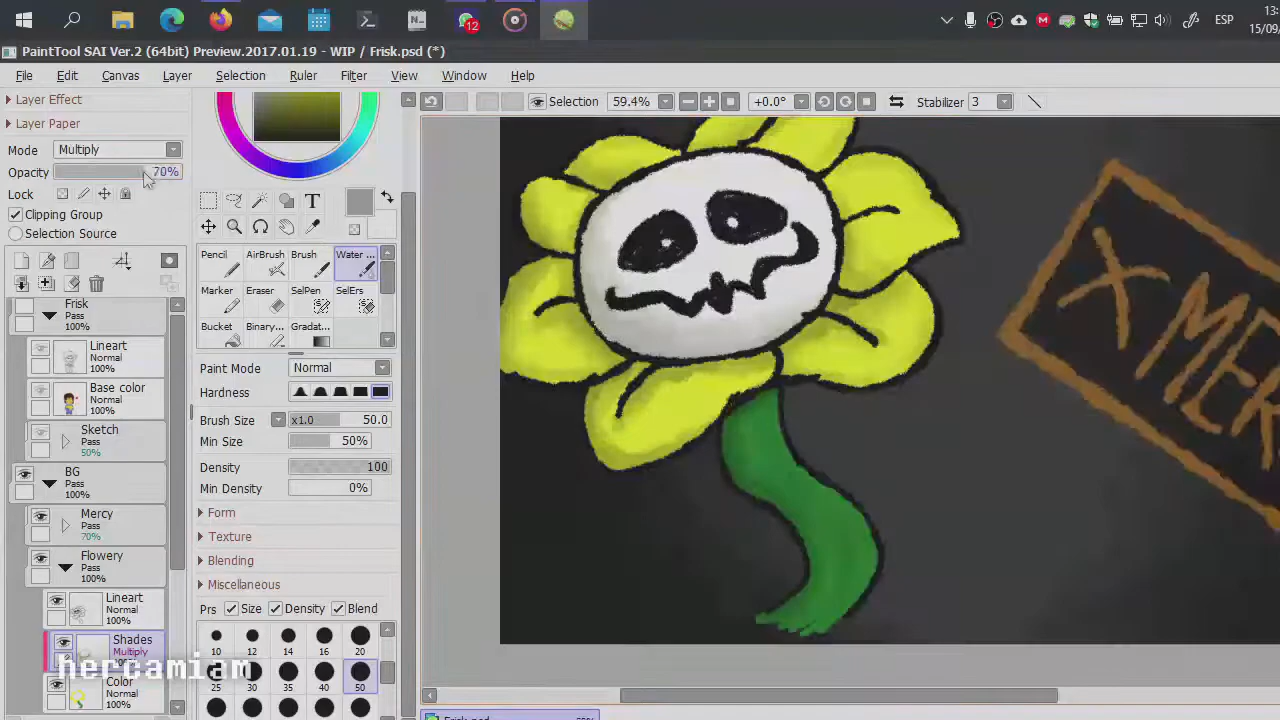 12
ESP
13:
15/09
PaintTool SAI Ver.2 (64bit) Preview.2017.01.19 - WIP / Frisk.psd (*)
File Edit Canvas Layer Selection Ruler Filter View Window Help
Layer Effect
Layer Paper
Mode Multiply
Opacity 70%
Lock
Clipping Group
Selection Source
Frisk
Pass
100%
Lineart
Normal
100%
Base color
Normal
100%
Sketch
Pass
50%
BG
Pass
100%
Mercy
Pass
70%
Flowery
Pass
100%
Lineart
Normal
100%
Shades
Multiply
Color
Normal
100%
T
Pencil AirBrush Brush Water ...
Marker Eraser SelPen SelErs
Bucket Binary... Gradat...
Paint Mode Normal
Hardness
Brush Size x1.0 50.0
Min Size 50%
Density 100
Min Density 0%
Form
Texture
Blending
Miscellaneous
Prs Size Density Blend
10 12 14 16 20
25 30 35 40 50
Selection 59.4% +0.0° Stabilizer 3
X MER
hercamiam
Frisk.psd